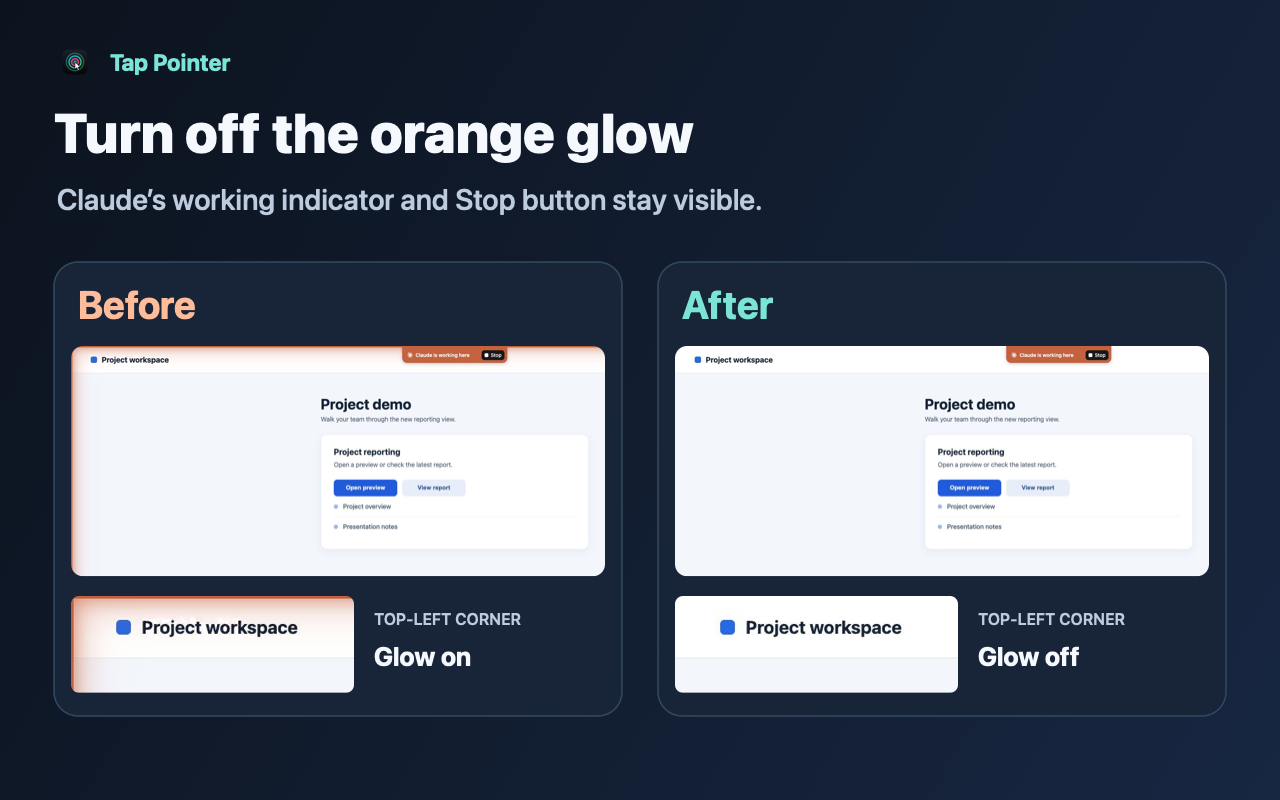 Tap Pointer
Turn off the orange glow
Claude’s working indicator and Stop button stay visible.
Before
Project workspace
Claude is working here
Stop
Project demo
Walk your team through the new reporting view.
Project reporting
Open a preview or check the latest report.
Open preview
View report
Project overview
Presentation notes
Project workspace
TOP-LEFT CORNER
Glow on
After
Project workspace
Claude is working here
Stop
Project demo
Walk your team through the new reporting view.
Project reporting
Open a preview or check the latest report.
Open preview
View report
Project overview
Presentation notes
Project workspace
TOP-LEFT CORNER
Glow off